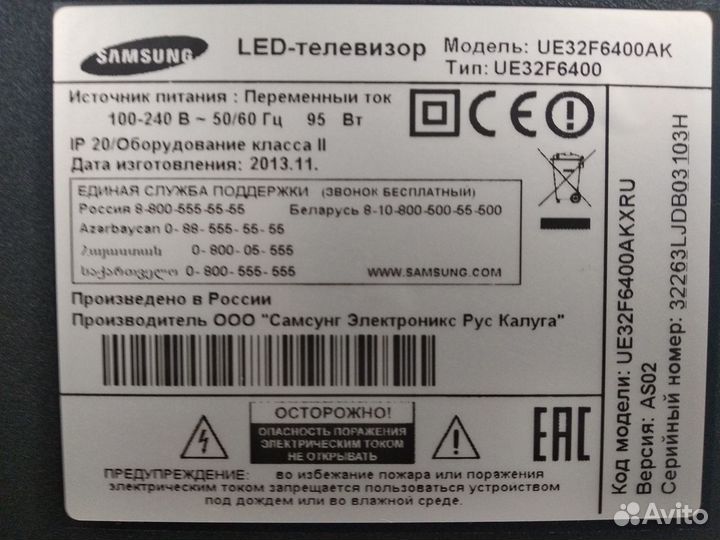 SAMSUNG LED-телевизор Модель: UE32F6400AK
Тип: UE32F6400
Источник питания : Переменный ток
100-240 В ~ 50/60 Гц 95 Вт
IP 20/Оборудование класса II
Дата изготовления: 2013.11.
ЕДИНАЯ СЛУЖБА ПОДДЕРЖКИ (ЗВОНОК БЕСПЛАТНЫЙ)
Россия 8-800-555-55-55 Беларусь 8-10-800-500-55-500
Azərbaycan 0-88-555-55-55
Հայաստան 0-800-05-555
საქართველო 0-800-555-555 WWW.SAMSUNG.COM
Произведено в России
Производитель ООО "Самсунг Электроникс Рус Калуга"
ОСТОРОЖНО!
ОПАСНОСТЬ ПОРАЖЕНИЯ
ЭЛЕКТРИЧЕСКИМ ТОКОМ
НЕ ОТКРЫВАТЬ
EAC
ПРЕДУПРЕЖДЕНИЕ: во избежание пожара или поражения
электрическим током запрещается пользоваться устройством
под дождем или во влажной среде.
Код модели: UE32F6400AKXRU
Версия: AS02
Серийный номер: 32263LJDB03103H
Avito